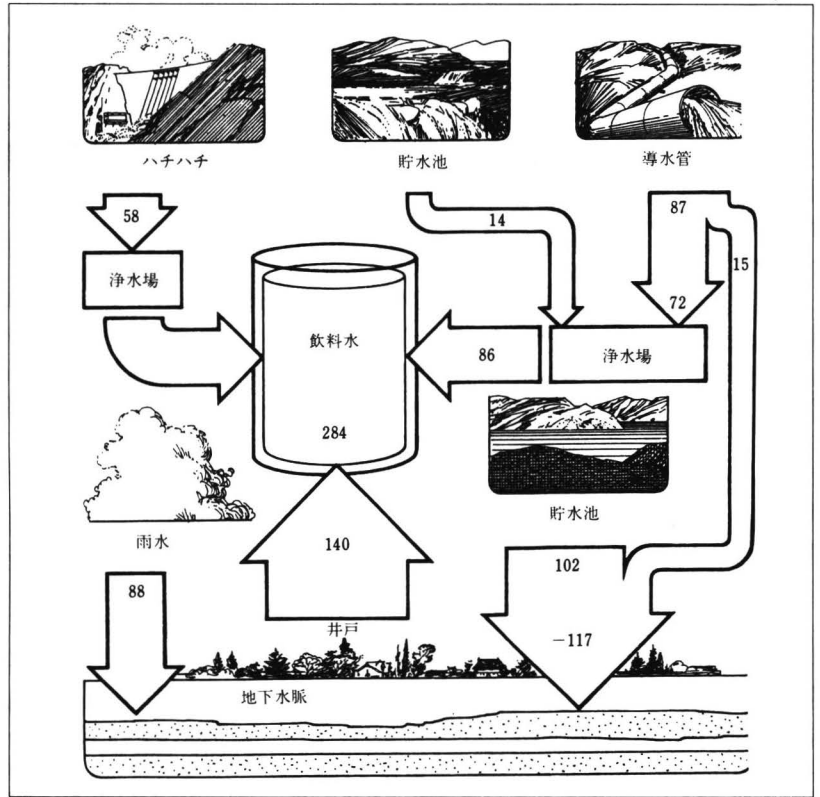 ハチハチ
貯水池
導水管
58
14
87
15
浄水場
72
飲料水
86
浄水場
284
貯水池
雨水
140
102
88
井戸
−117
地下水脈